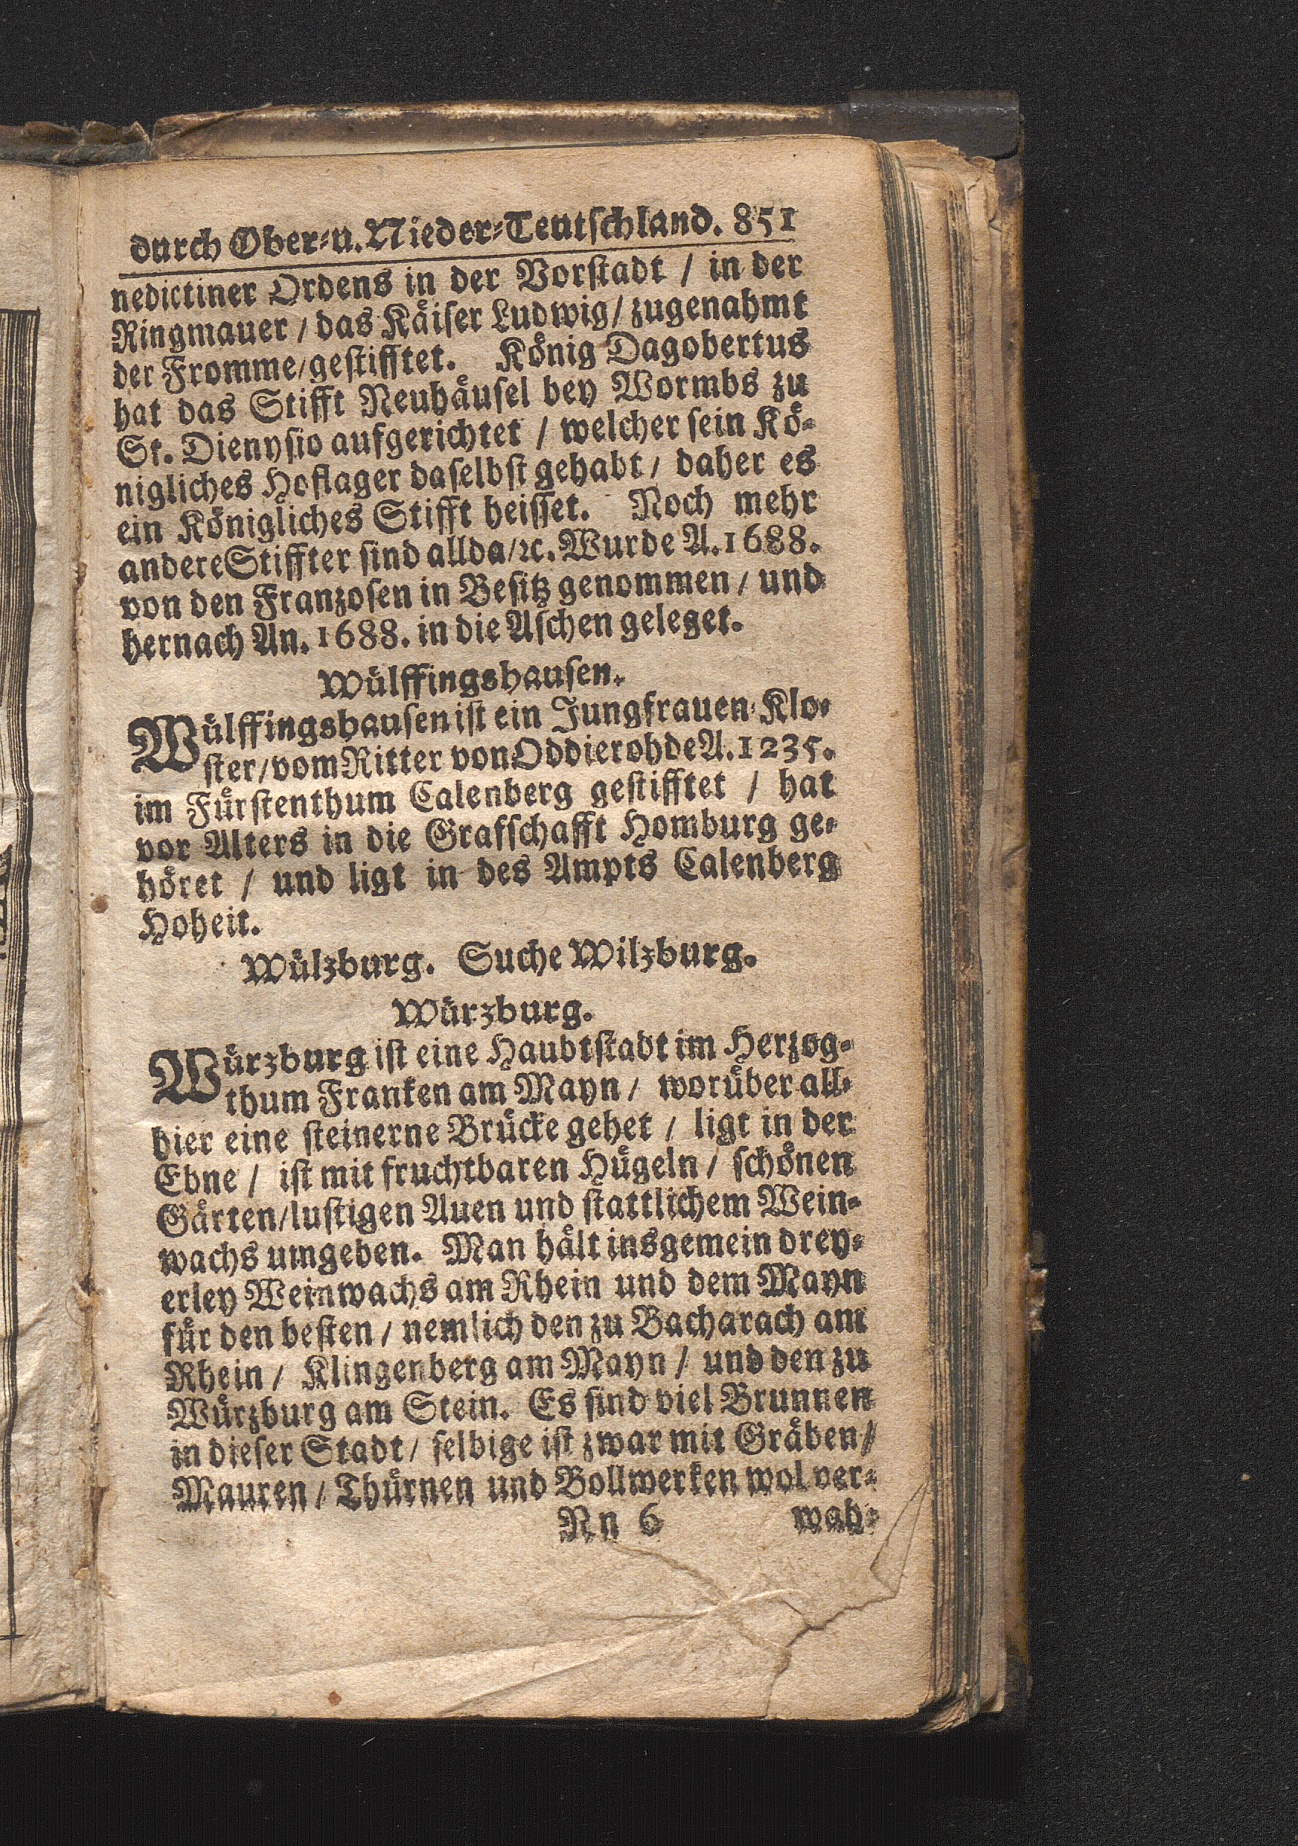 durch Ober-u. Nieder-Teutschland. 851
nedictiner Ordens in der Vorstadt / in der
Ringmauer / das Käiser Ludwig / zugenahmt
der Fromme/gestifftet. König Dagobertus
hat das Stifft Neuhäusel bey Wormbs zu
St. Dienysio aufgerichtet / welcher sein Kö-
nigliches Hoflager daselbst gehabt / daher es
ein Königliches Stifft heisset. Noch mehr
andere Stiffter sind allda/ꝛc. Wurde A. 1688.
von den Franzosen in Besitz genommen / und
hernach An. 1688. in die Aschen geleget.
Wülffingshausen.
Wülffingshausen ist ein Jungfrauen-Klo-
ster/vom Ritter von Oddierohde A. 1235.
im Fürstenthum Calenberg gestifftet / hat
vor Alters in die Grafschafft Homburg ge-
höret / und ligt in des Ampts Calenberg
Hoheit.
Wülzburg. Suche Wilzburg.
Würzburg.
Würzburg ist eine Haubtstadt im Herzog-
thum Franken am Mayn / worüber all-
hier eine steinerne Brücke gehet / ligt in der
Ebne / ist mit fruchtbaren Hügeln / schönen
Gärten/lustigen Auen und stattlichem Wein-
wachs umgeben. Man hält insgemein drey-
erley Weinwachs am Rhein und dem Mayn
für den besten / nemlich den zu Bacharach am
Rhein / Klingenberg am Mayn / und den zu
Würzburg am Stein. Es sind viel Brunnen
in dieser Stadt / selbige ist zwar mit Gräben /
Mauren / Thürnen und Bollwerken wol ver-
Nn 6 wah-